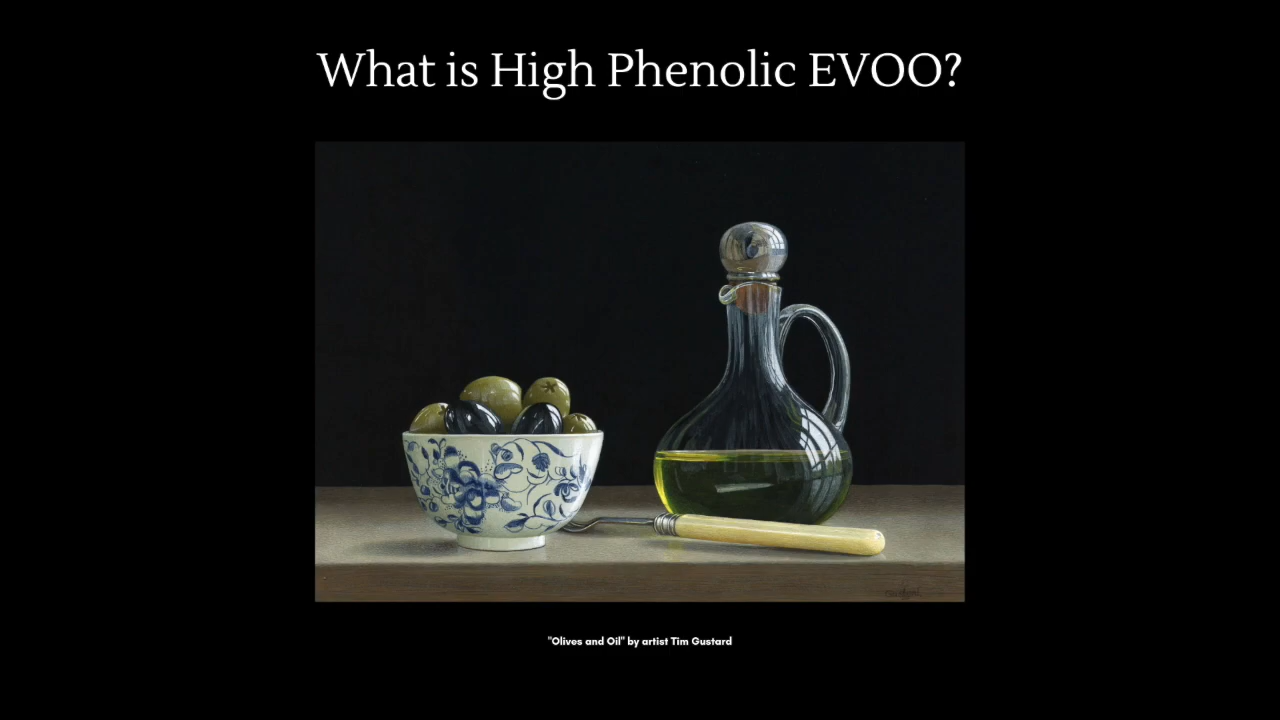 What is High Phenolic EVOO?
"Olives and Oil" by artist Tim Gustard